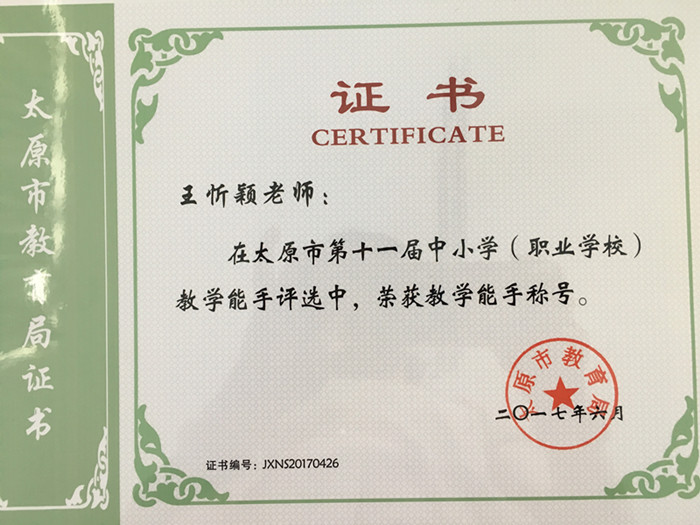 太原市教育局证书
证书
CERTIFICATE
王忻颖老师：
在太原市第十一届中小学（职业学校）
教学能手评选中，荣获教学能手称号。
太原市教育局
二〇一七年六月
证书编号：JXNS20170426